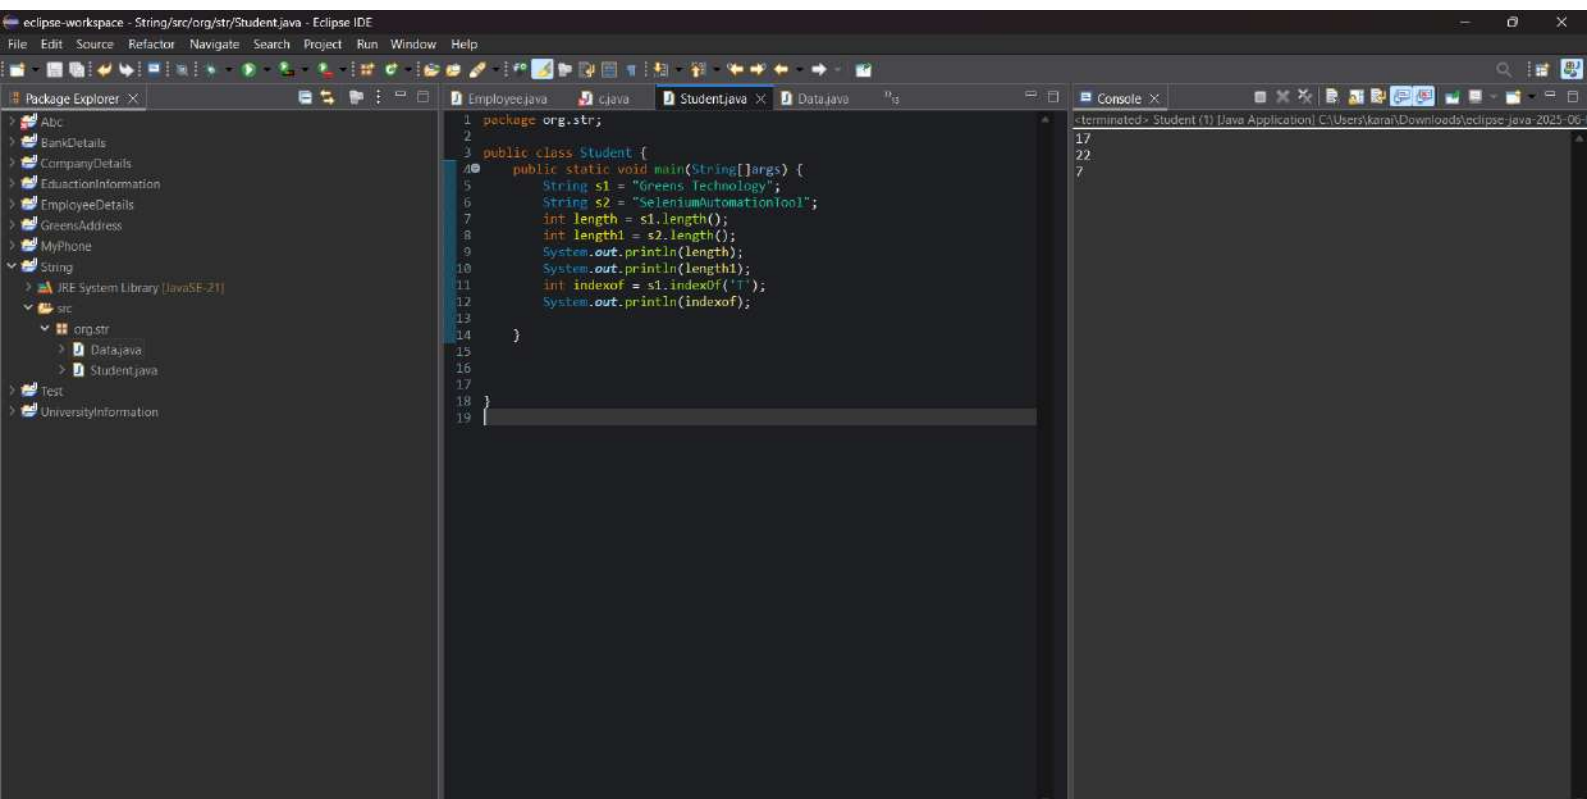 eclipse-workspace - String/src/org/str/Student.java - Eclipse IDE
File Edit Source Refactor Navigate Search Project Run Window Help
Package Explorer
Abc
BankDetails
CompanyDetails
EduactionInformation
EmployeeDetails
GreensAddress
MyPhone
String
JRE System Library [JavaSE-21]
src
org.str
Data.java
Student.java
Test
UniversityInformation
Employee.java c.java Student.java Data.java »13
1 package org.str;
2
3 public class Student {
4 public static void main(String[]args) {
5 String s1 = "Greens Technology";
6 String s2 = "SeleniumAutomationTool";
7 int length = s1.length();
8 int length1 = s2.length();
9 System.out.println(length);
10 System.out.println(length1);
11 int indexof = s1.indexOf('T');
12 System.out.println(indexof);
13
14 }
15
16
17
18 }
19
Console
<terminated> Student (1) [Java Application] C:\Users\karai\Downloads\eclipse-java-2025-06-
17
22
7